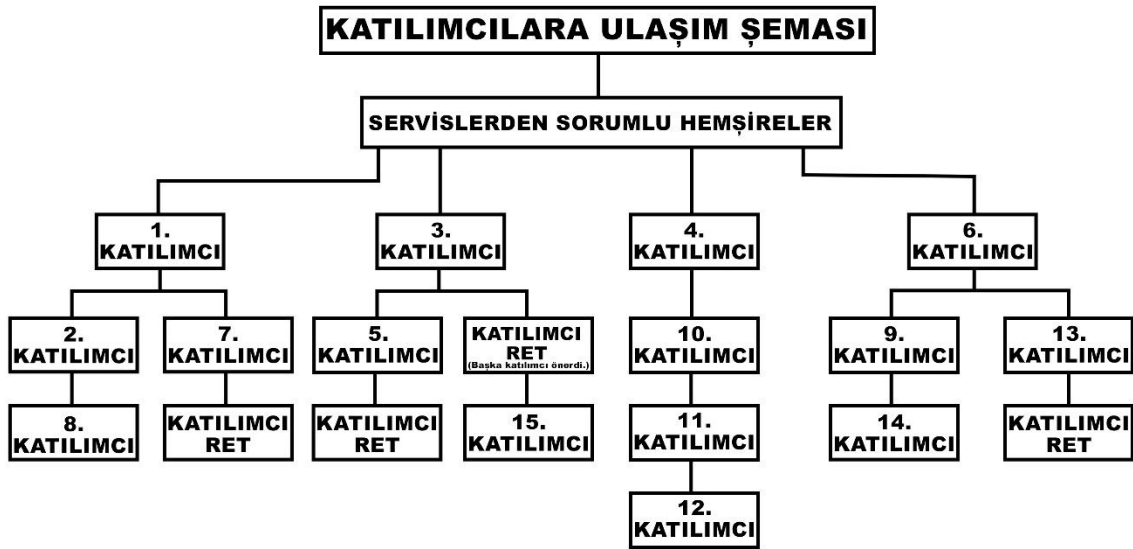 KATILIMCILARA ULAŞIM ŞEMASI
SERVİSLERDEN SORUMLU HEMŞİRELER
1.
KATILIMCI
3.
KATILIMCI
4.
KATILIMCI
6.
KATILIMCI
2.
KATILIMCI
7.
KATILIMCI
5.
KATILIMCI
KATILIMCI
RET
(Başka katılımcı önerdi.)
10.
KATILIMCI
9.
KATILIMCI
13.
KATILIMCI
8.
KATILIMCI
KATILIMCI
RET
KATILIMCI
RET
15.
KATILIMCI
11.
KATILIMCI
14.
KATILIMCI
KATILIMCI
RET
12.
KATILIMCI